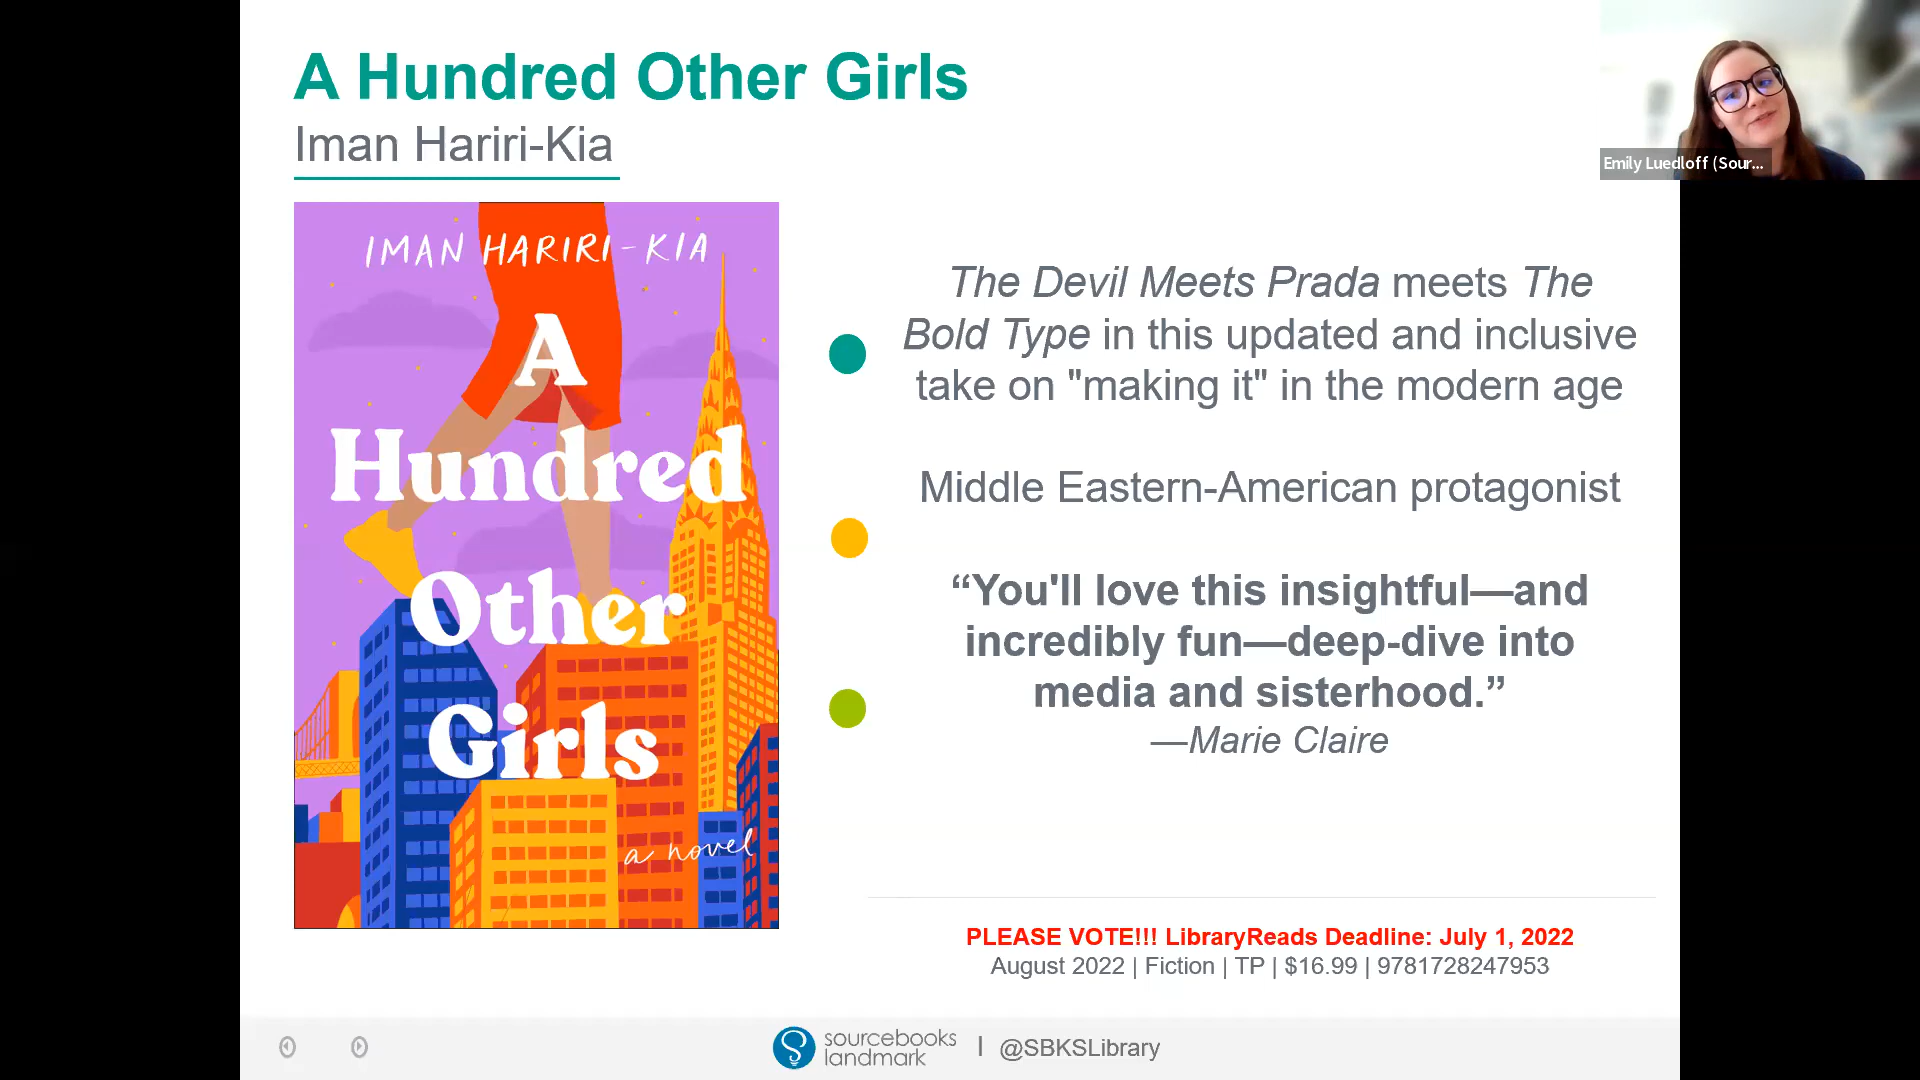 A Hundred Other Girls
Iman Hariri-Kia
IMAN HARIRI-KIA
A
Hundred
Other
Girls
a novel
The Devil Meets Prada meets The
Bold Type in this updated and inclusive
take on "making it" in the modern age
Middle Eastern-American protagonist
“You'll love this insightful—and
incredibly fun—deep-dive into
media and sisterhood.”
—Marie Claire
PLEASE VOTE!!! LibraryReads Deadline: July 1, 2022
August 2022 | Fiction | TP | $16.99 | 9781728247953
sourcebooks
landmark
| @SBKSLibrary
Emily Luedloff (Sour...